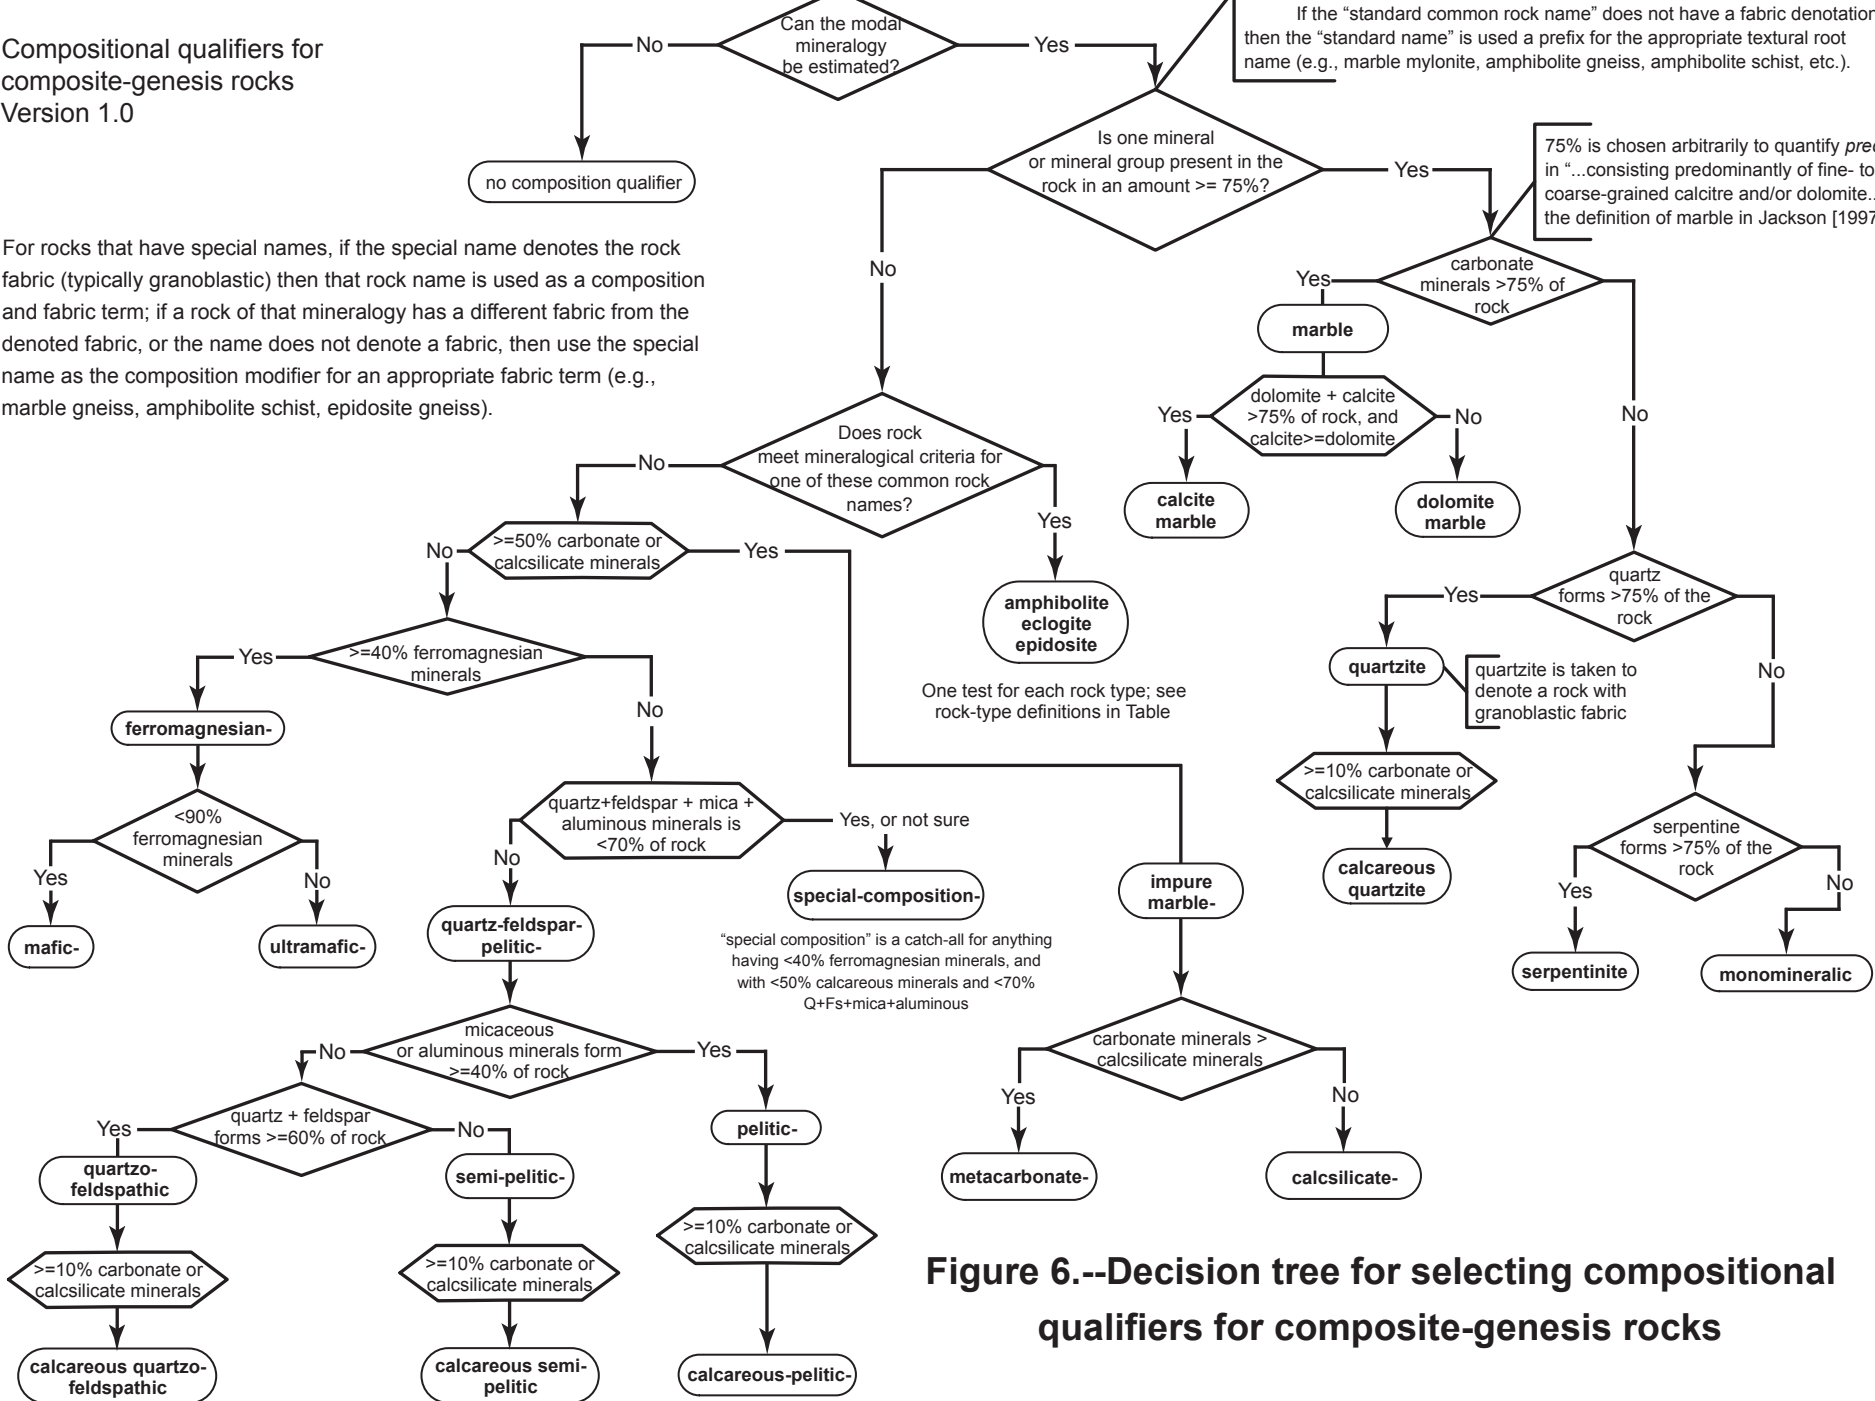 Compositional qualifiers for
composite-genesis rocks
Version 1.0
Can the modal
mineralogy
be estimated?
No
Yes
no composition qualifier
If the “standard common rock name” does not have a fabric denotation
then the “standard name” is used a prefix for the appropriate textural root
name (e.g., marble mylonite, amphibolite gneiss, amphibolite schist, etc.).
Is one mineral
or mineral group present in the
rock in an amount >= 75%?
Yes
No
75% is chosen arbitrarily to quantify
in “...consisting predominantly of fine- to
coarse-grained calcitre and/or dolomite..
the definition of marble in Jackson [1997
For rocks that have special names, if the special name denotes the rock
fabric (typically granoblastic) then that rock name is used as a composition
and fabric term; if a rock of that mineralogy has a different fabric from the
denoted fabric, or the name does not denote a fabric, then use the special
name as the composition modifier for an appropriate fabric term (e.g.,
marble gneiss, amphibolite schist, epidosite gneiss).
carbonate
minerals >75% of
rock
Yes
No
marble
dolomite + calcite
>75% of rock, and
calcite>=dolomite
Yes
No
calcite
marble
dolomite
marble
Does rock
meet mineralogical criteria for
one of these common rock
names?
No
Yes
amphibolite
eclogite
epidosite
One test for each rock type; see
rock-type definitions in Table
>=50% carbonate or
calcsilicate minerals
No
Yes
quartz
forms >75% of the
rock
Yes
No
quartzite
quartzite is taken to
denote a rock with
granoblastic fabric
>=10% carbonate or
calcsilicate minerals
calcareous
quartzite
serpentine
forms >75% of the
rock
Yes
No
serpentinite
monomineralic
>=40% ferromagnesian
minerals
Yes
No
ferromagnesian-
<90%
ferromagnesian
minerals
Yes
No
mafic-
ultramafic-
quartz+feldspar + mica +
aluminous minerals is
<70% of rock
No
Yes, or not sure
special-composition-
“special composition” is a catch-all for anything
having <40% ferromagnesian minerals, and
with <50% calcareous minerals and <70%
Q+Fs+mica+aluminous
quartz-feldspar-
pelitic-
impure
marble-
carbonate minerals >
calcsilicate minerals
Yes
No
metacarbonate-
calcsilicate-
micaceous
or aluminous minerals form
>=40% of rock
No
Yes
quartz + feldspar
forms >=60% of rock
Yes
No
quartzo-
feldspathic
semi-pelitic-
pelitic-
>=10% carbonate or
calcsilicate minerals
>=10% carbonate or
calcsilicate minerals
>=10% carbonate or
calcsilicate minerals
calcareous quartzo-
feldspathic
calcareous semi-
pelitic
calcareous-pelitic-
Figure 6.--Decision tree for selecting compositional
qualifiers for composite-genesis rocks